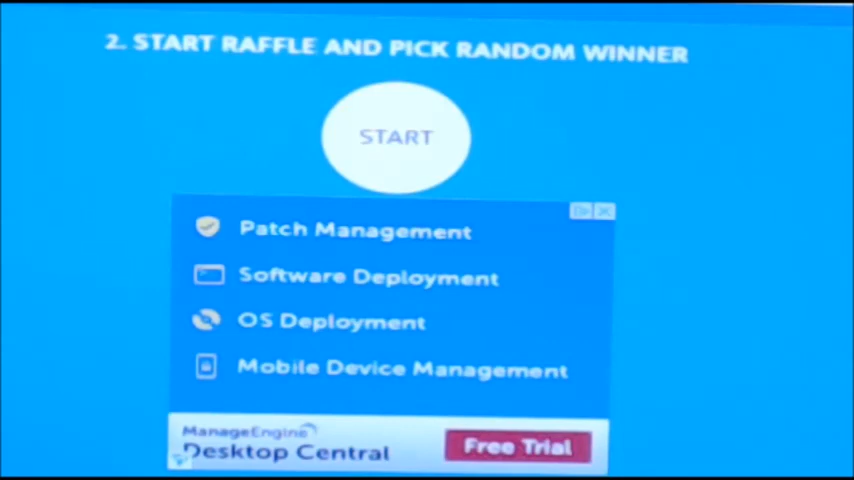 2. START RAFFLE AND PICK RANDOM WINNER
START
Patch Management
Software Deployment
OS Deployment
Mobile Device Management
ManageEngine
Desktop Central
Free Trial